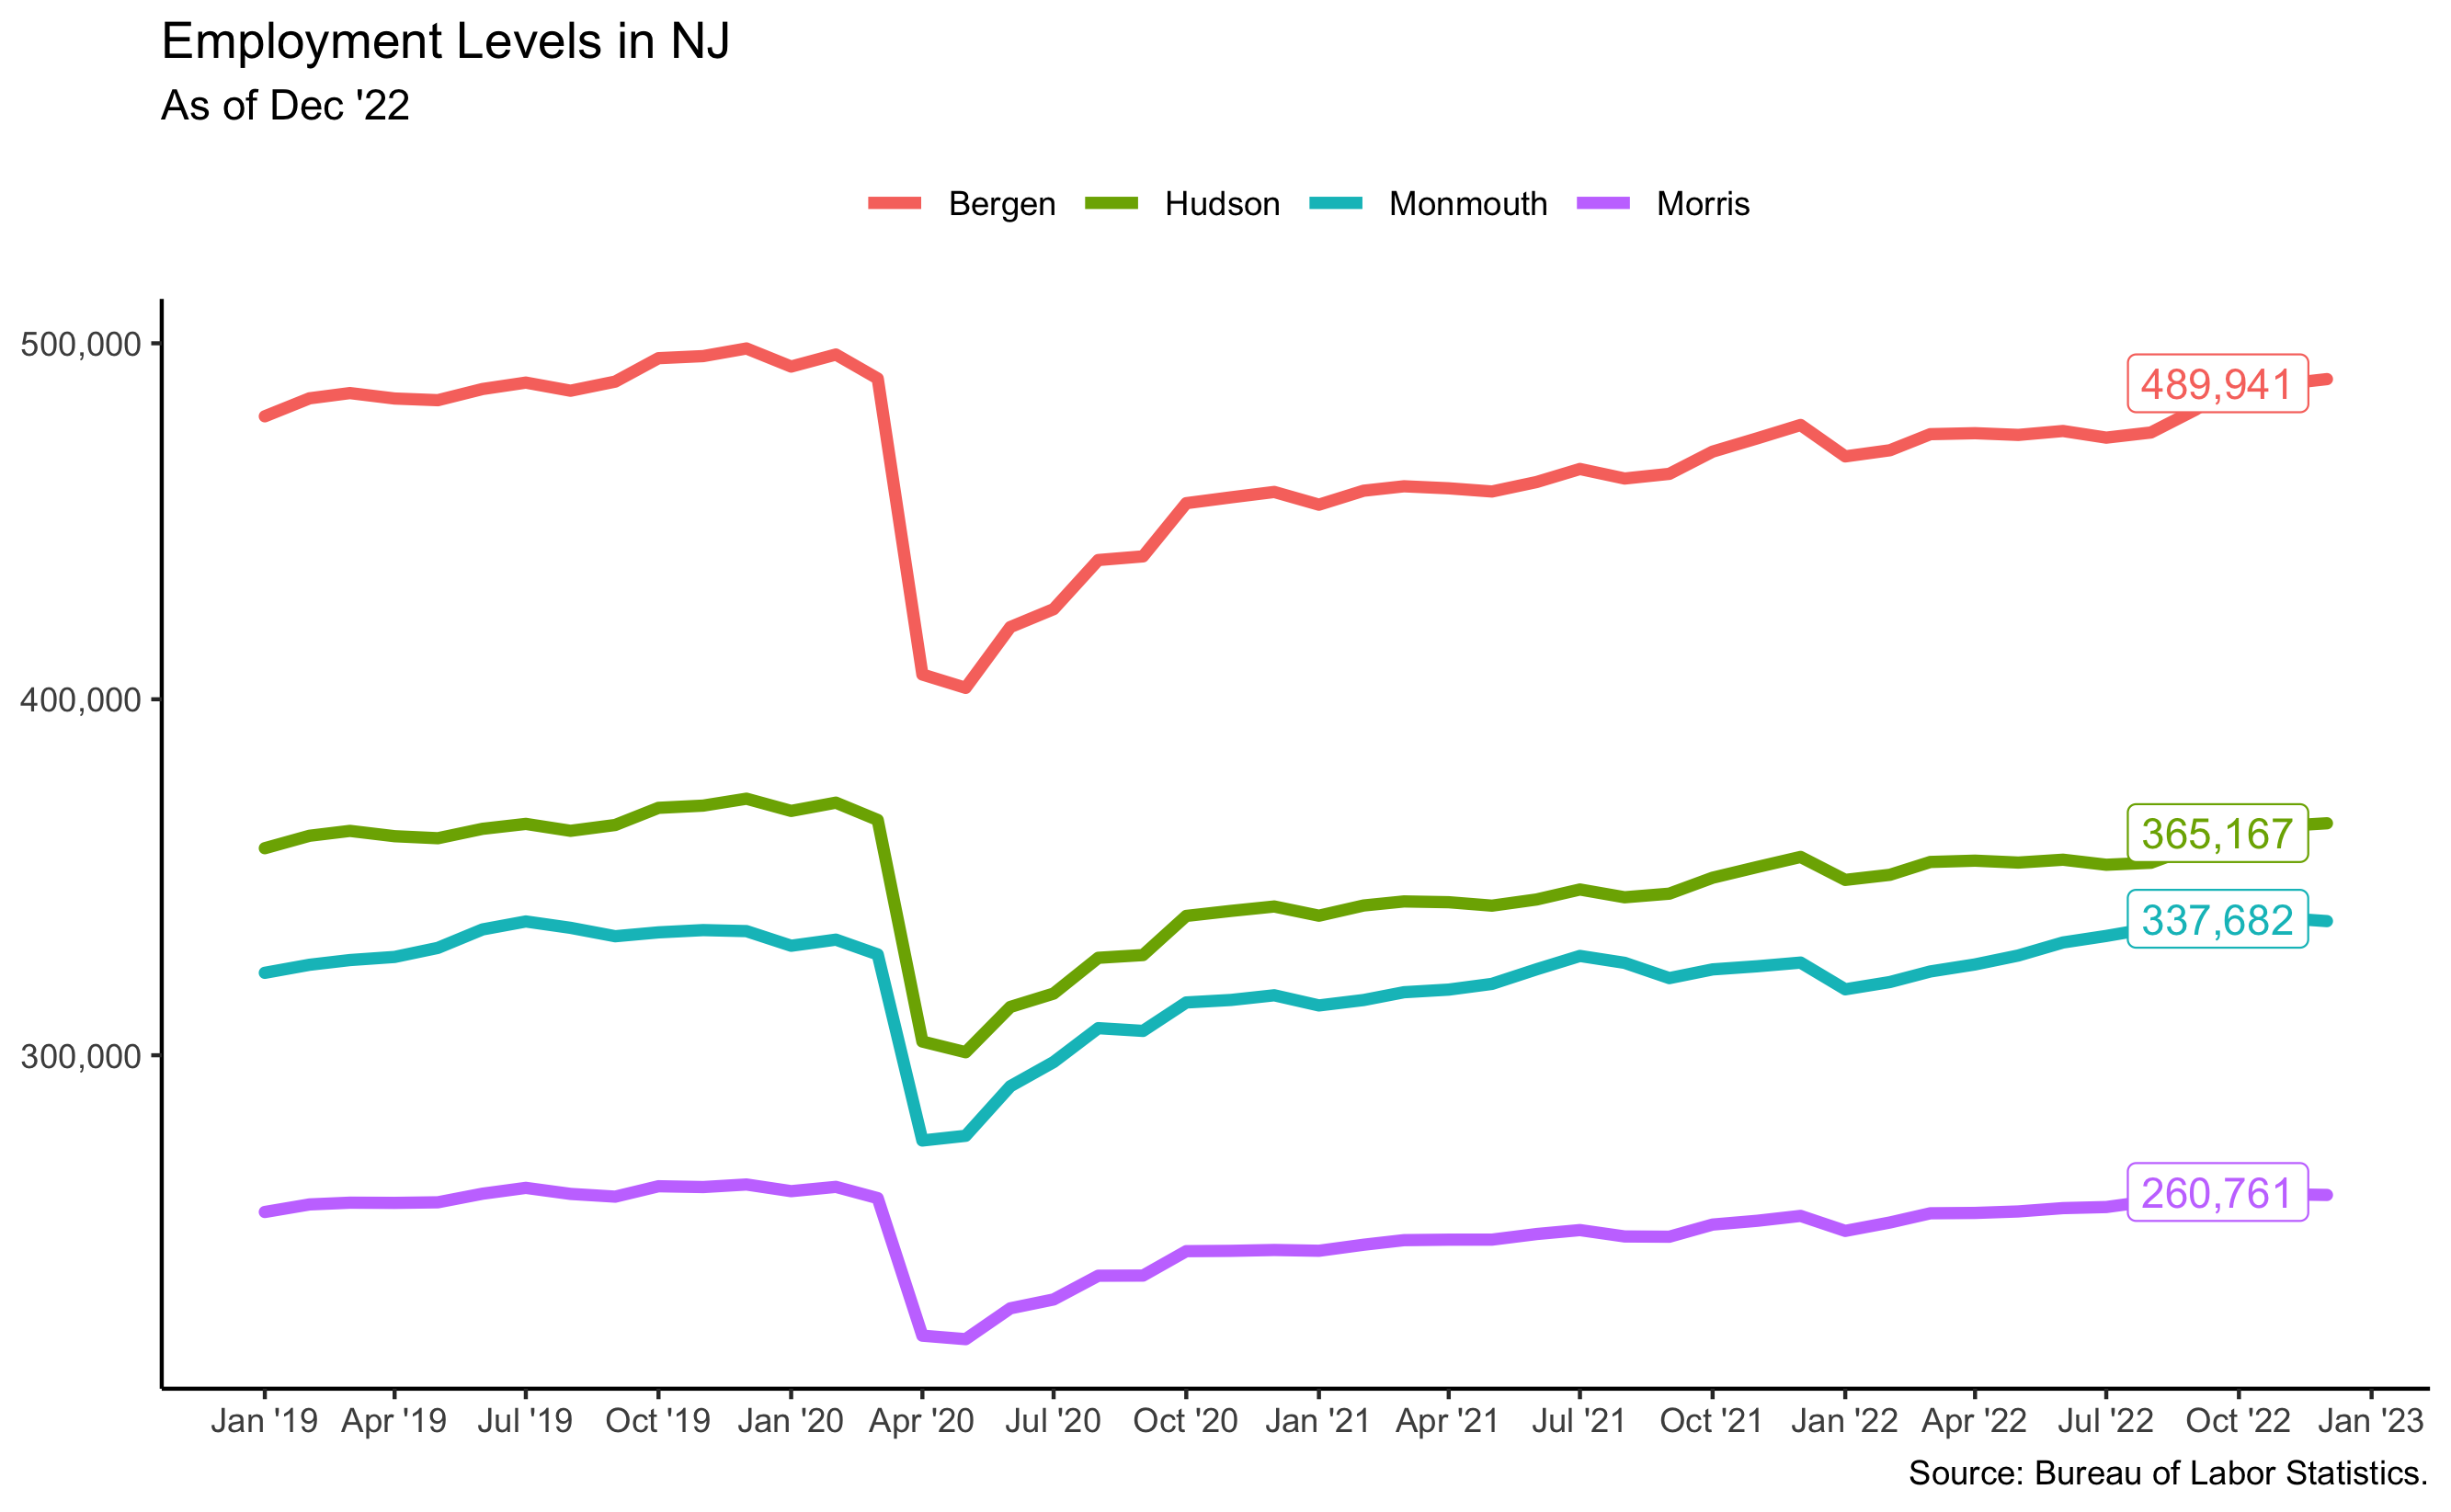 Employment Levels in NJ
As of Dec '22
Bergen Hudson Monmouth Morris
500,000
400,000
300,000
489,941
365,167
337,682
260,761
Jan '19 Apr '19 Jul '19 Oct '19 Jan '20 Apr '20 Jul '20 Oct '20 Jan '21 Apr '21 Jul '21 Oct '21 Jan '22 Apr '22 Jul '22 Oct '22 Jan '23
Source: Bureau of Labor Statistics.